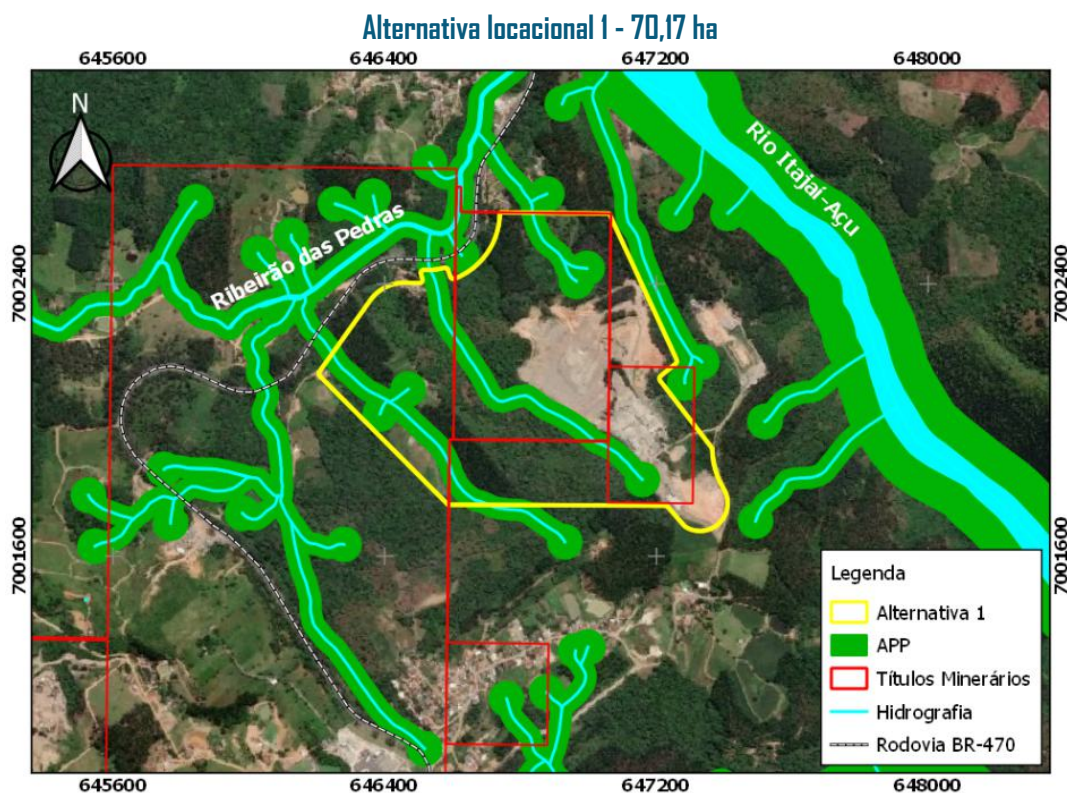 Alternativa locacional 1 - 70,17 ha
645600 646400 647200 648000
N
Rio Itajaí-Açu
Ribeirão das Pedras
7002400 7002400
7001600 7001600
Legenda
Alternativa 1
APP
Títulos Minerários
Hidrografia
Rodovia BR-470
645600 646400 647200 648000